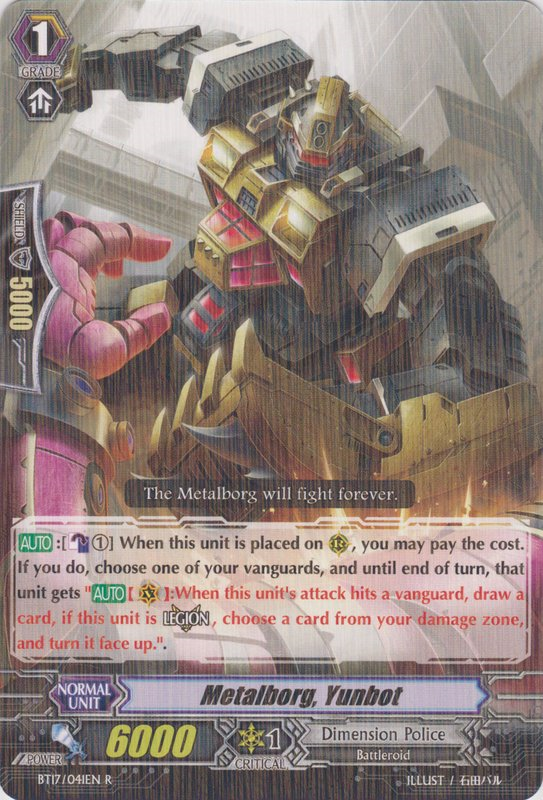 1
GRADE
SHIELD
5000
The Metalborg will fight forever.
AUTO:[①] When this unit is placed on R, you may pay the cost.
If you do, choose one of your vanguards, and until end of turn, that
unit gets "AUTO[V]:When this unit's attack hits a vanguard, draw a
card, if this unit is LEGION, choose a card from your damage zone,
and turn it face up.".
NORMAL
UNIT
Metalborg, Yunbot
POWER
6000
1
CRITICAL
Dimension Police
Battleroid
BT17/041EN R
ILLUST / 石田バル